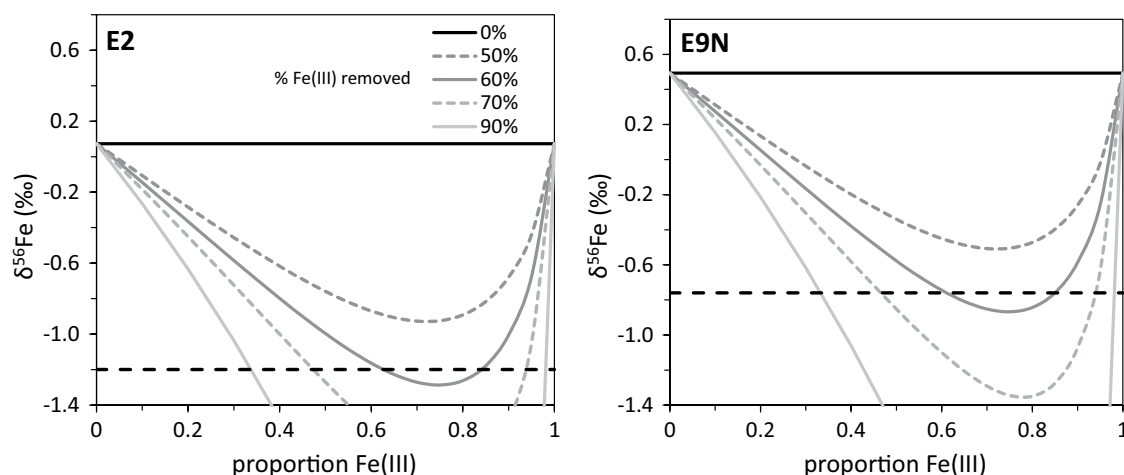 E2
0%
50%
% Fe(III) removed
60%
70%
90%
0.6
0.2
-0.2
-0.6
-1.0
-1.4
δ⁵⁶Fe (‰)
0 0.2 0.4 0.6 0.8 1
proportion Fe(III)
E9N
0.6
0.2
-0.2
-0.6
-1.0
-1.4
δ⁵⁶Fe (‰)
0 0.2 0.4 0.6 0.8 1
proportion Fe(III)